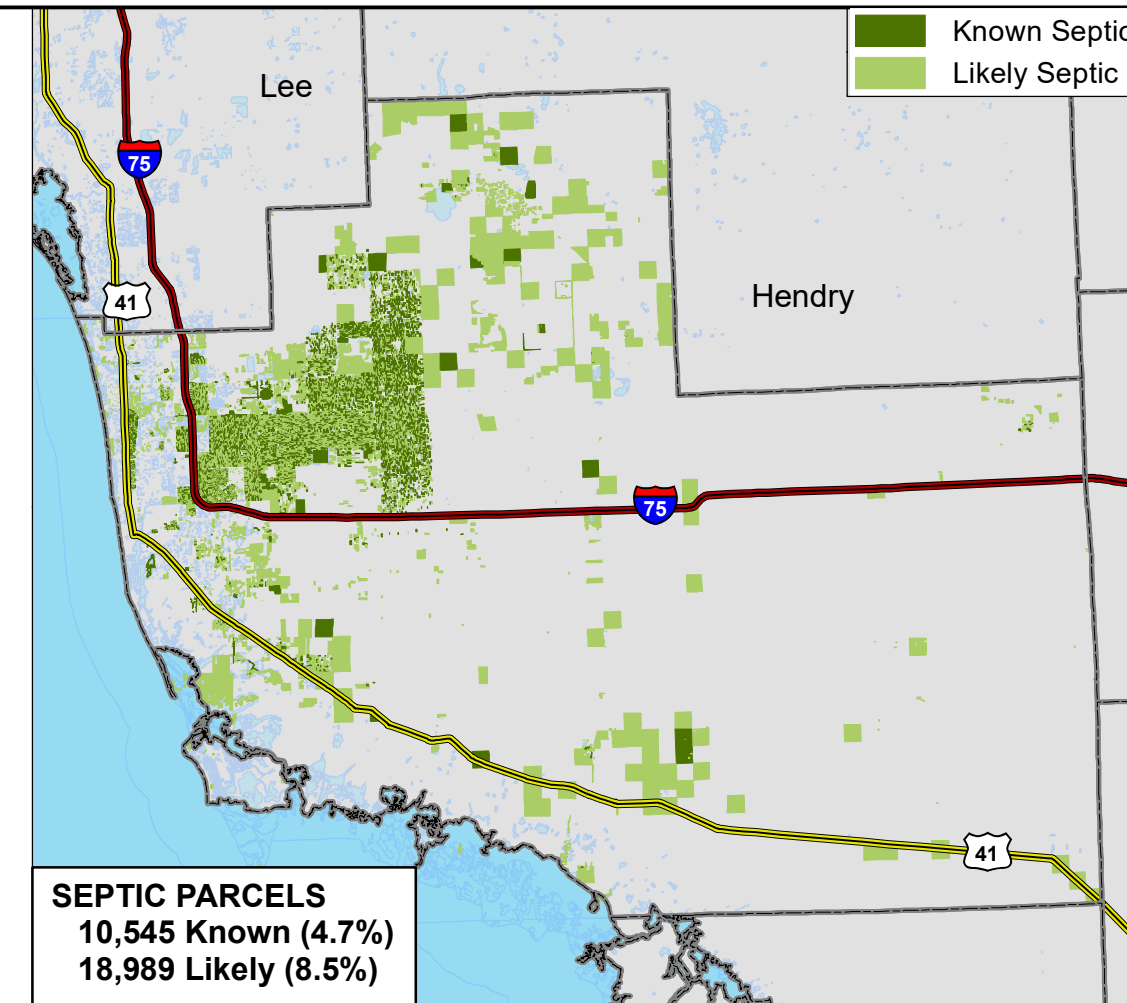 Known Septic
Likely Septic
Lee
75
41
Hendry
75
41
SEPTIC PARCELS
10,545 Known (4.7%)
18,989 Likely (8.5%)